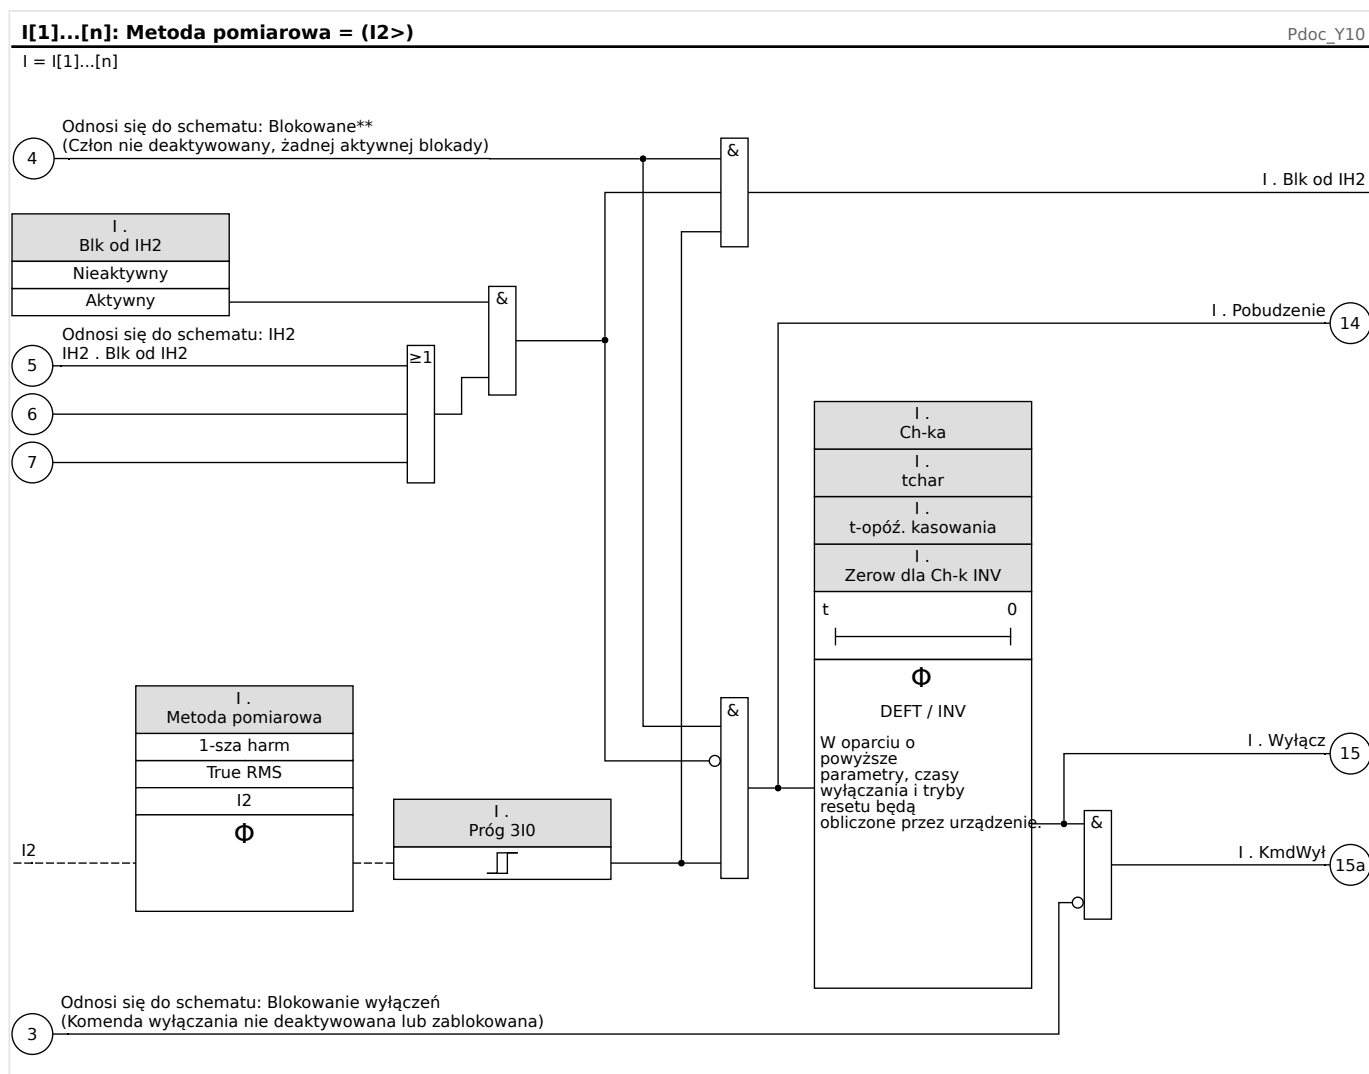 I[1]...[n]: Metoda pomiarowa = (I2>)
Pdoc_Y10
I = I[1]...[n]
Odnosi się do schematu: Blokowane**
(Człon nie deaktywowany, żadnej aktywnej blokady)
4
&
I . Blk od IH2
I .
Blk od IH2
Nieaktywny
Aktywny
&
I . Pobudzenie
14
Odnosi się do schematu: IH2
IH2 . Blk od IH2
5
≥1
6
7
I .
Ch-ka
I .
tchar
I .
t-opóź. kasowania
I .
Zerow dla Ch-k INV
t
0
Φ
DEFT / INV
W oparciu o
powyższe
parametry, czasy
wyłączania i tryby
resetu będą
obliczone przez urządzenie.
I .
Metoda pomiarowa
1-sza harm
True RMS
I2
Φ
&
I . Wyłącz
15
I2
I .
Próg 3I0
&
I . KmdWył
15a
Odnosi się do schematu: Blokowanie wyłączeń
(Komenda wyłączania nie deaktywowana lub zablokowana)
3